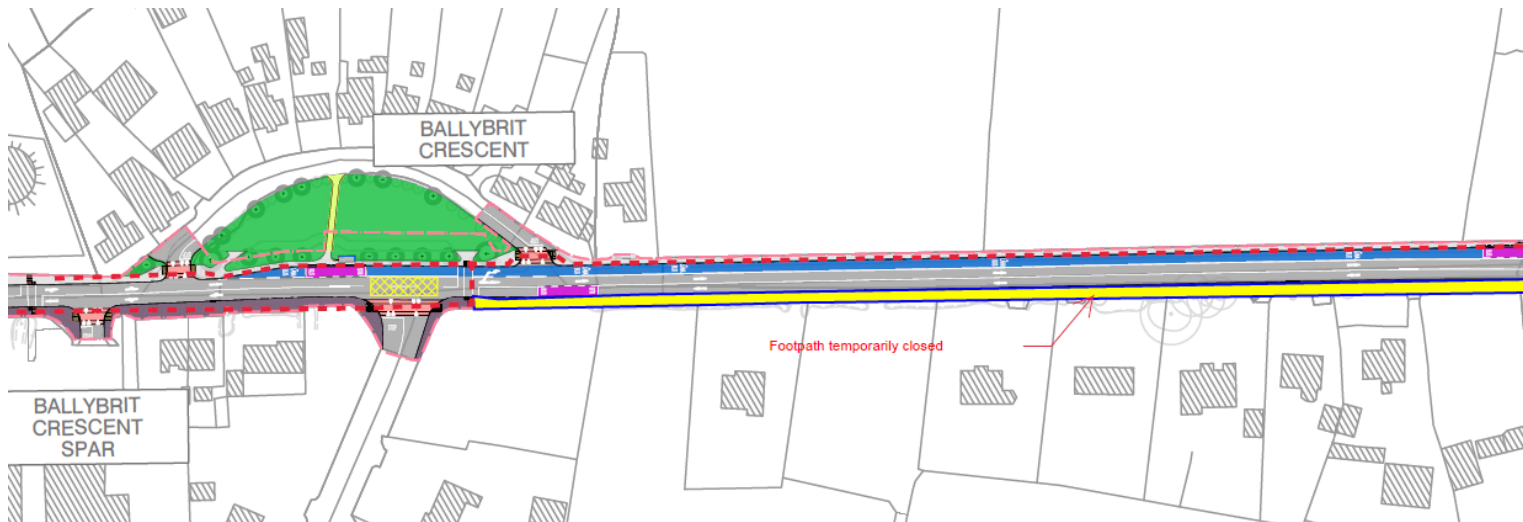 BALLYBRIT
CRESCENT
Footpath temporarily closed
BALLYBRIT
CRESCENT
SPAR